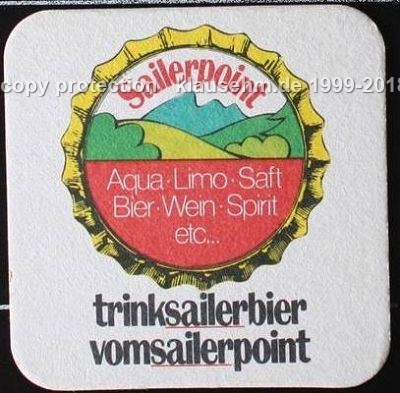 Sailerpoint
copy protection klausehm.de 1999-2018
Aqua · Limo · Saft
Bier · Wein · Spirit
etc...
trinksailerbier
vomsailerpoint